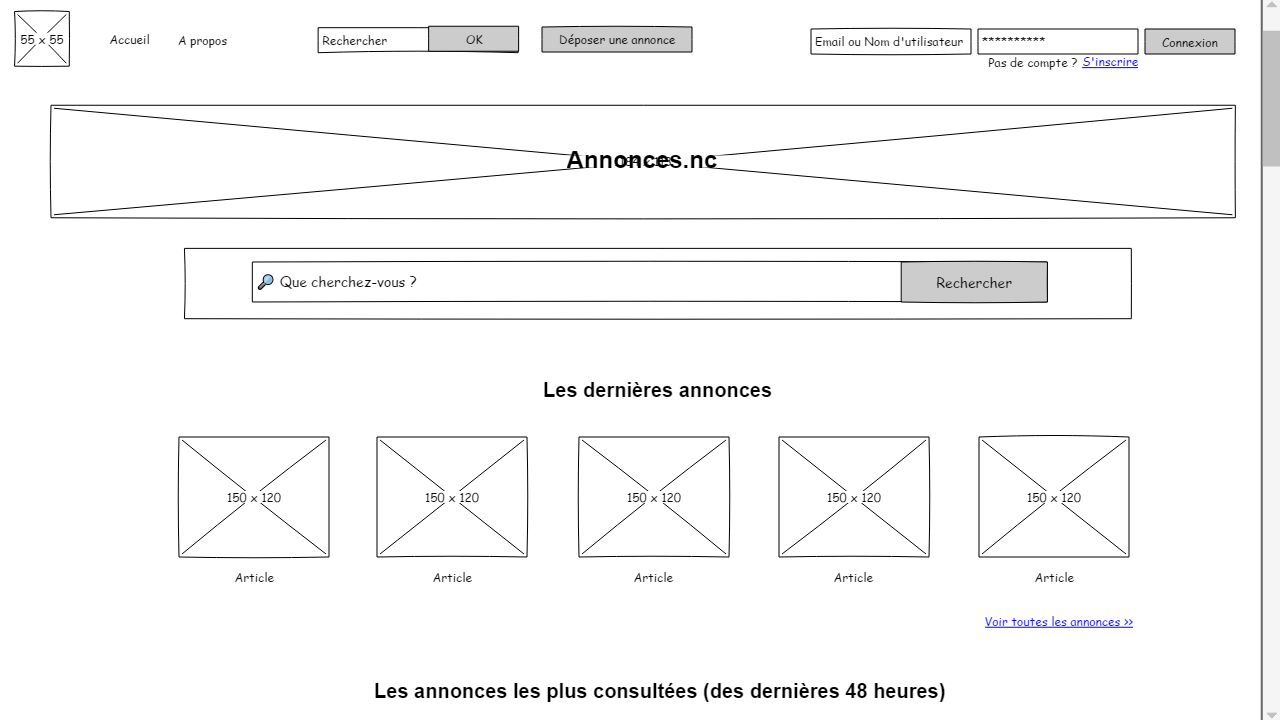 55 x 55
Accueil
A propos
Rechercher
OK
Déposer une annonce
Email ou Nom d'utilisateur
**********
Connexion
Pas de compte ? S'inscrire
Annonces.nc
🔎 Que cherchez-vous ?
Rechercher
Les dernières annonces
150 x 120
150 x 120
150 x 120
150 x 120
150 x 120
Article
Article
Article
Article
Article
Voir toutes les annonces >>
Les annonces les plus consultées (des dernières 48 heures)